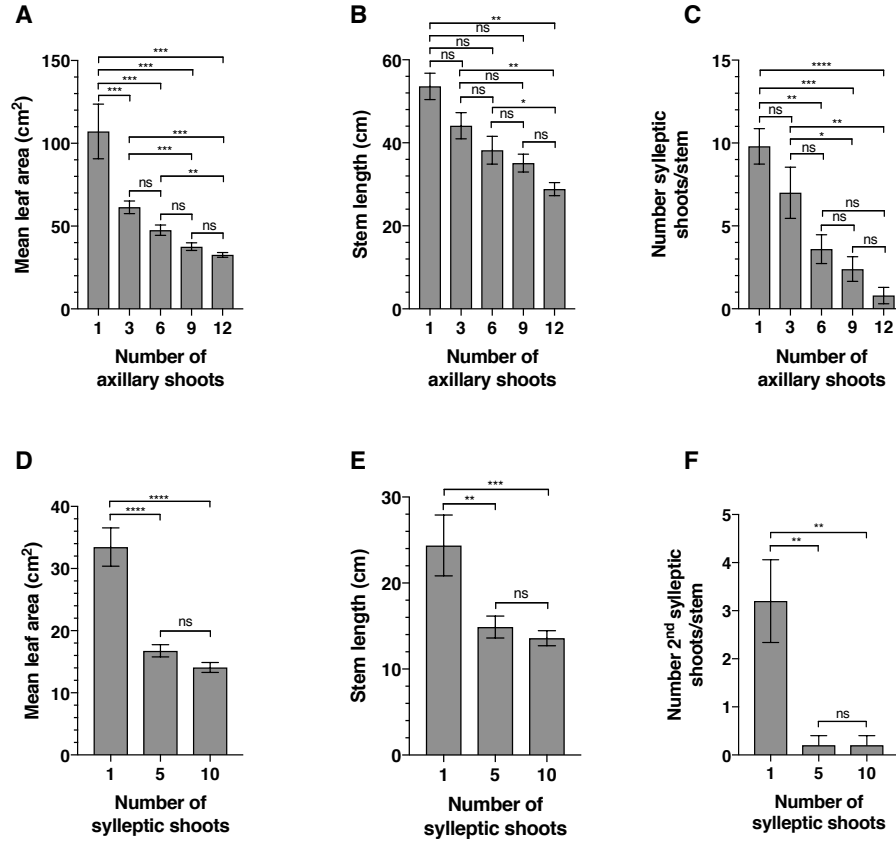 A
Mean leaf area (cm²)
150
100
50
0
***
***
***
***
***
***
ns
**
ns
ns
1 3 6 9 12
Number of
axillary shoots
B
Stem length (cm)
60
40
20
0
**
ns
ns
ns
**
ns
ns
*
ns
ns
1 3 6 9 12
Number of
axillary shoots
C
Number sylleptic
shoots/stem
15
10
5
0
****
***
**
ns
**
*
ns
ns
ns
ns
1 3 6 9 12
Number of
axillary shoots
D
Mean leaf area (cm²)
40
30
20
10
0
****
****
ns
1 5 10
Number of
sylleptic shoots
E
Stem length (cm)
30
20
10
0
***
**
ns
1 5 10
Number of
sylleptic shoots
F
Number 2nd sylleptic
shoots/stem
5
4
3
2
1
0
**
**
ns
1 5 10
Number of
sylleptic shoots